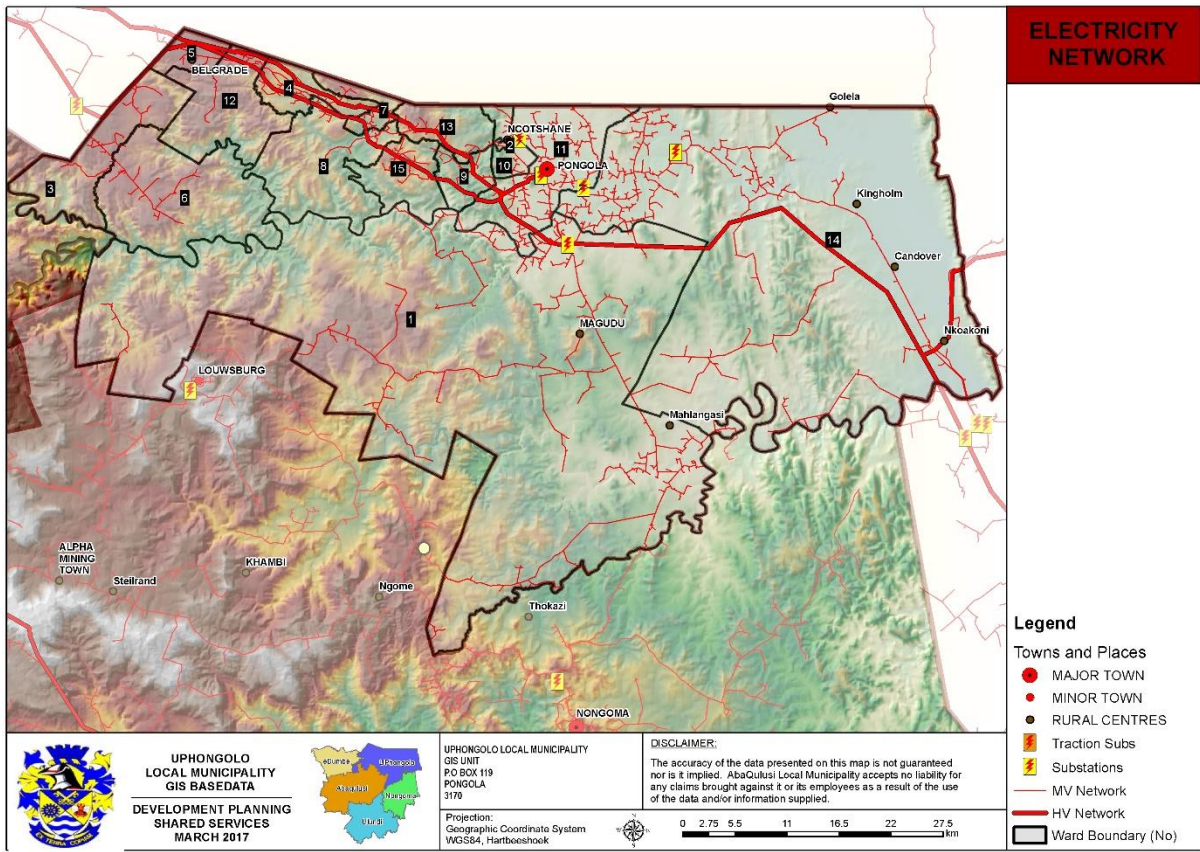 ELECTRICITY
NETWORK
5
BELGRADE
12
4
7
13
NCOTSHANE
2
11
10
PONGOLA
Golela
3
6
8
15
9
Kingholm
14
Candover
1
MAGUDU
Nkoakoni
LOUWSBURG
Mahlangasi
ALPHA
MINING
TOWN
Steilrand
KHAMBI
Ngome
Thokazi
NONGOMA
Legend
Towns and Places
MAJOR TOWN
MINOR TOWN
RURAL CENTRES
Traction Subs
Substations
MV Network
HV Network
Ward Boundary (No)
UPHONGOLO
LOCAL MUNICIPALITY
GIS BASEDATA
DEVELOPMENT PLANNING
SHARED SERVICES
MARCH 2017
eDumbe
UPhongolo
Abaqulusi
Nongoma
Ulundi
UPHONGOLO LOCAL MUNICIPALITY
GIS UNIT
P.O BOX 119
PONGOLA
3170
Projection:
Geographic Coordinate System
WGS84, Hartbeeshoek
DISCLAIMER:
The accuracy of the data presented on this map is not guaranteed
nor is it implied. AbaQulusi Local Municipality accepts no liability for
any claims brought against it or its employees as a result of the use
of the data and/or information supplied.
0 2.75 5.5 11 16.5 22 27.5
km